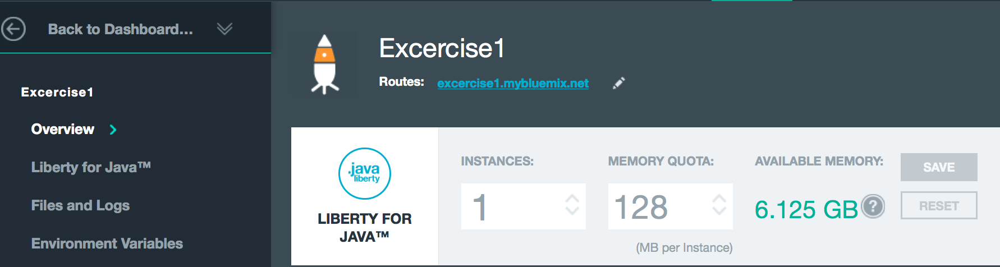 Back to Dashboard...
Excercise1
Overview
Liberty for Java™
Files and Logs
Environment Variables
Excercise1
Routes: excercise1.mybluemix.net
.java
liberty
LIBERTY FOR
JAVA™
INSTANCES:
1
MEMORY QUOTA:
128
(MB per Instance)
AVAILABLE MEMORY:
6.125 GB ?
SAVE
RESET